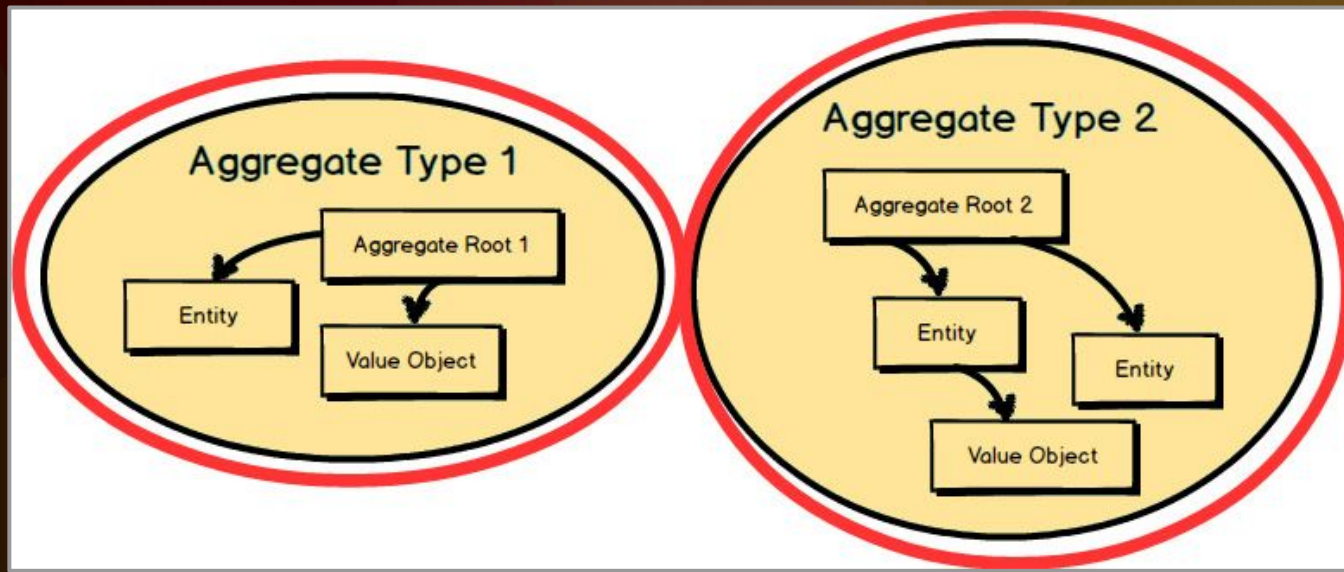 Aggregate Type 1
Aggregate Root 1
Entity
Value Object
Aggregate Type 2
Aggregate Root 2
Entity
Entity
Value Object